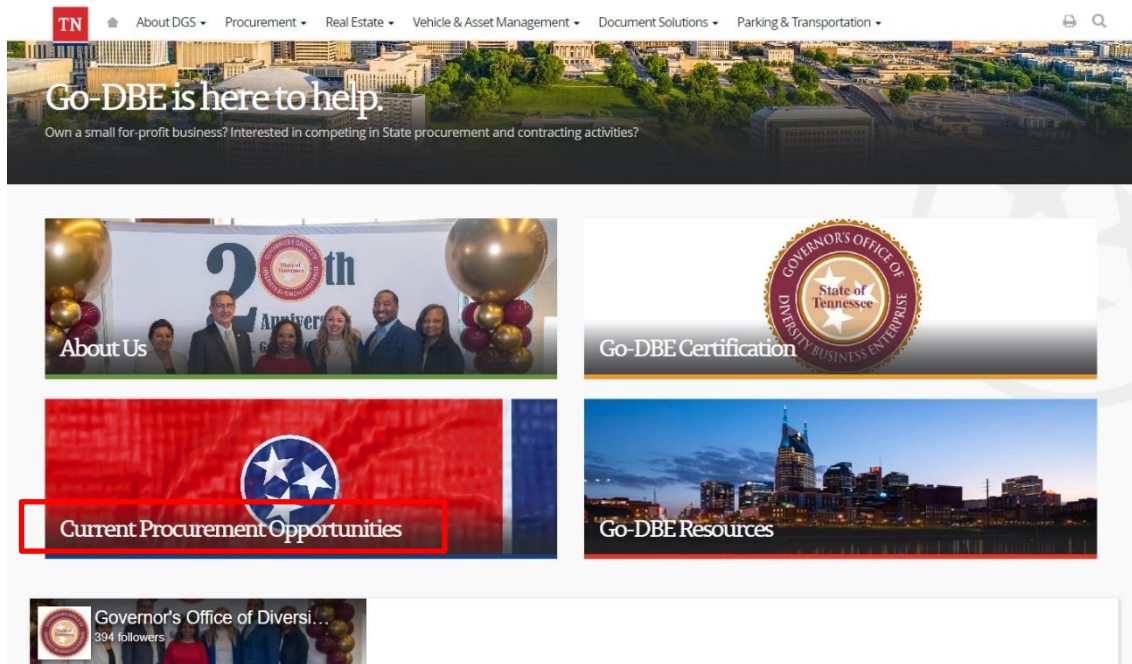 TN
About DGS
Procurement
Real Estate
Vehicle & Asset Management
Document Solutions
Parking & Transportation
Go-DBE is here to help.
Own a small for-profit business? Interested in competing in State procurement and contracting activities?
20th
Anniversary
About Us
GOVERNOR'S OFFICE OF
DIVERSITY BUSINESS ENTERPRISE
State of
Tennessee
Go-DBE Certification
Current Procurement Opportunities
Go-DBE Resources
Governor's Office of Diversi...
394 followers